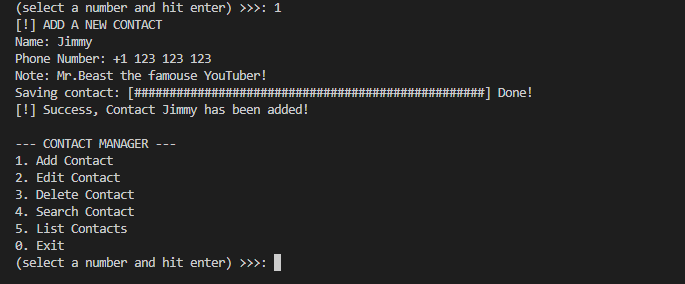 (select a number and hit enter) >>>: 1
[!] ADD A NEW CONTACT
Name: Jimmy
Phone Number: +1 123 123 123
Note: Mr.Beast the famouse YouTuber!
Saving contact: [##################################################] Done!
[!] Success, Contact Jimmy has been added!

--- CONTACT MANAGER ---
1. Add Contact
2. Edit Contact
3. Delete Contact
4. Search Contact
5. List Contacts
0. Exit
(select a number and hit enter) >>>: